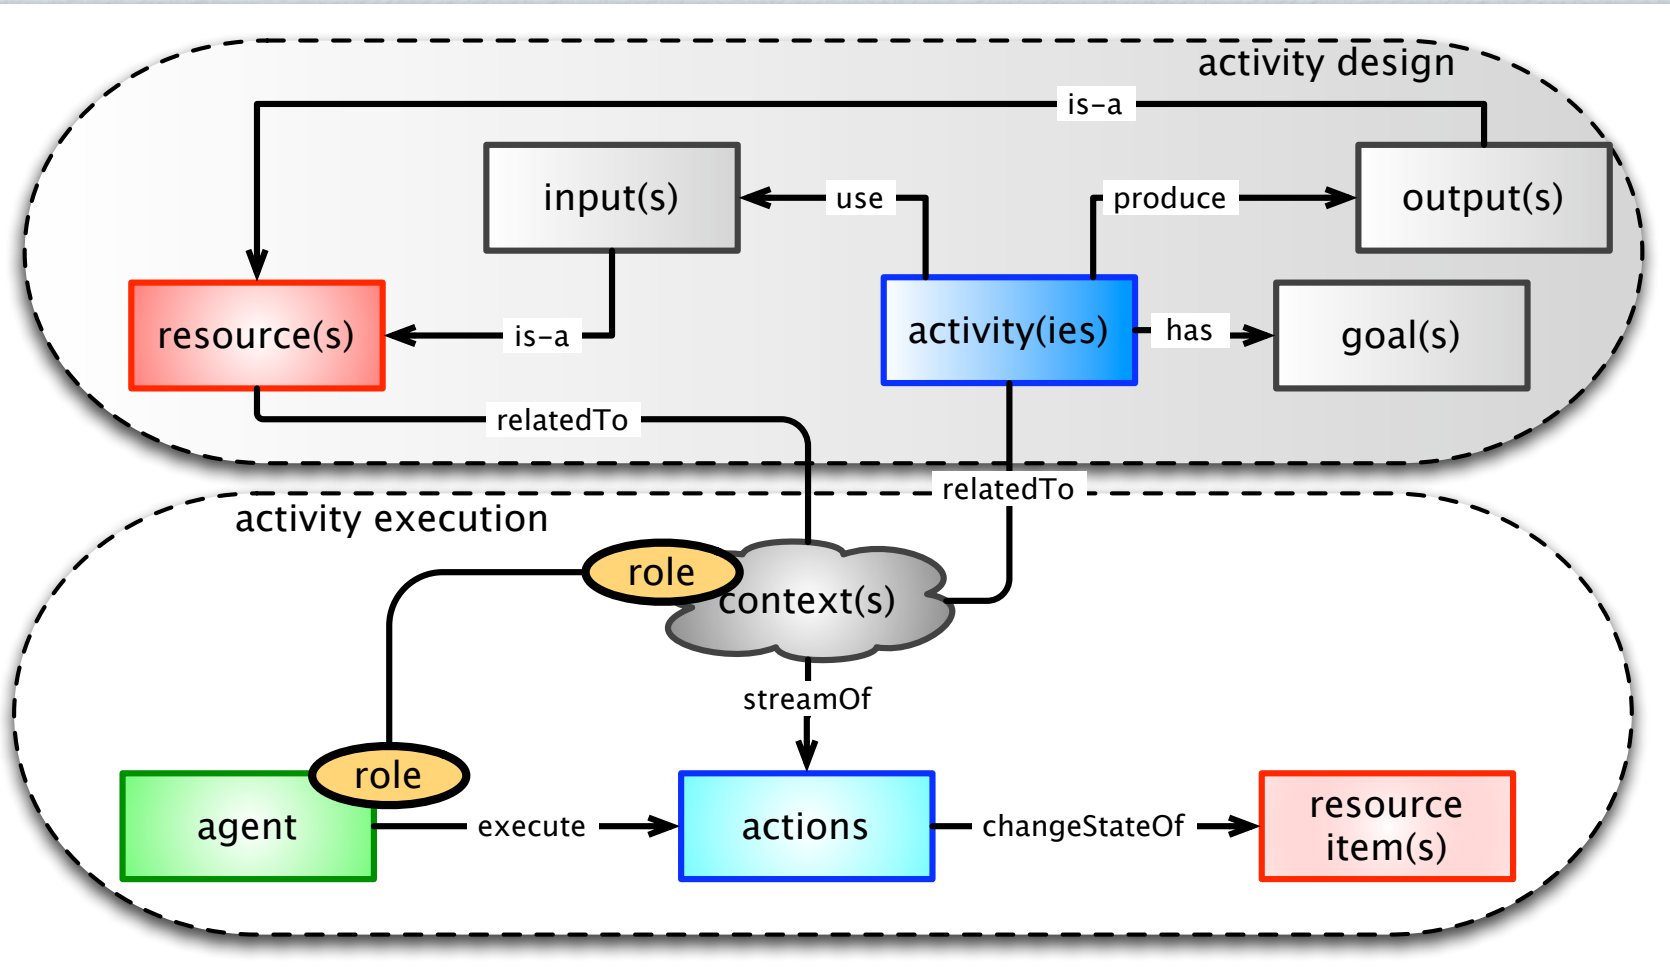 activity design
is-a
input(s)
use
produce
output(s)
resource(s)
is-a
activity(ies)
has
goal(s)
relatedTo
relatedTo
activity execution
role
context(s)
streamOf
role
agent
execute
actions
changeStateOf
resource
item(s)